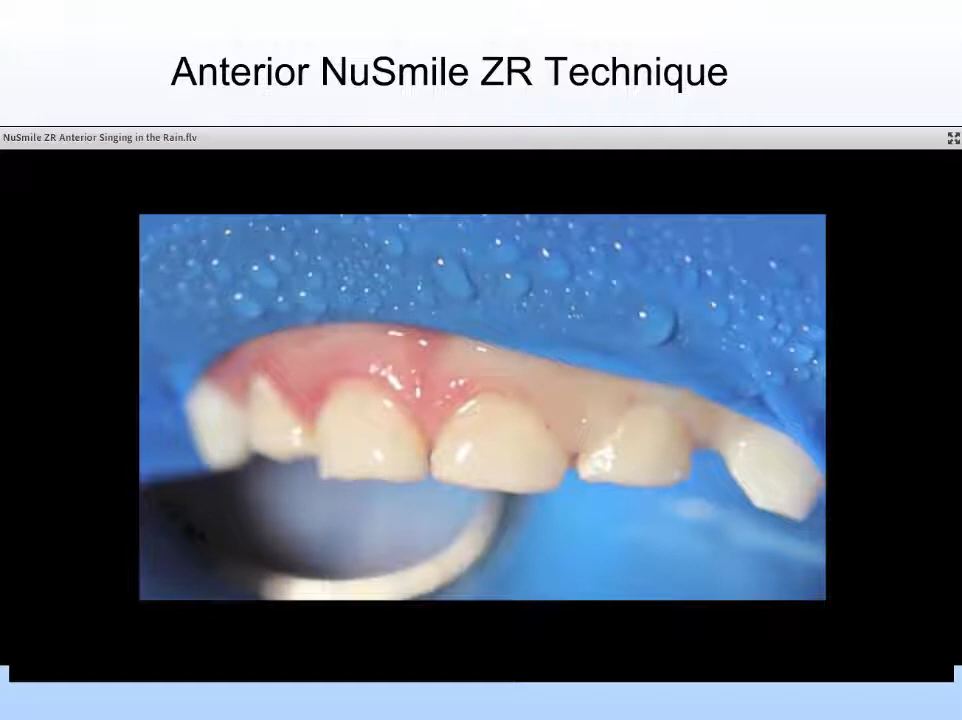 Anterior NuSmile ZR Technique
NuSmile ZR Anterior Singing in the Rain.flv